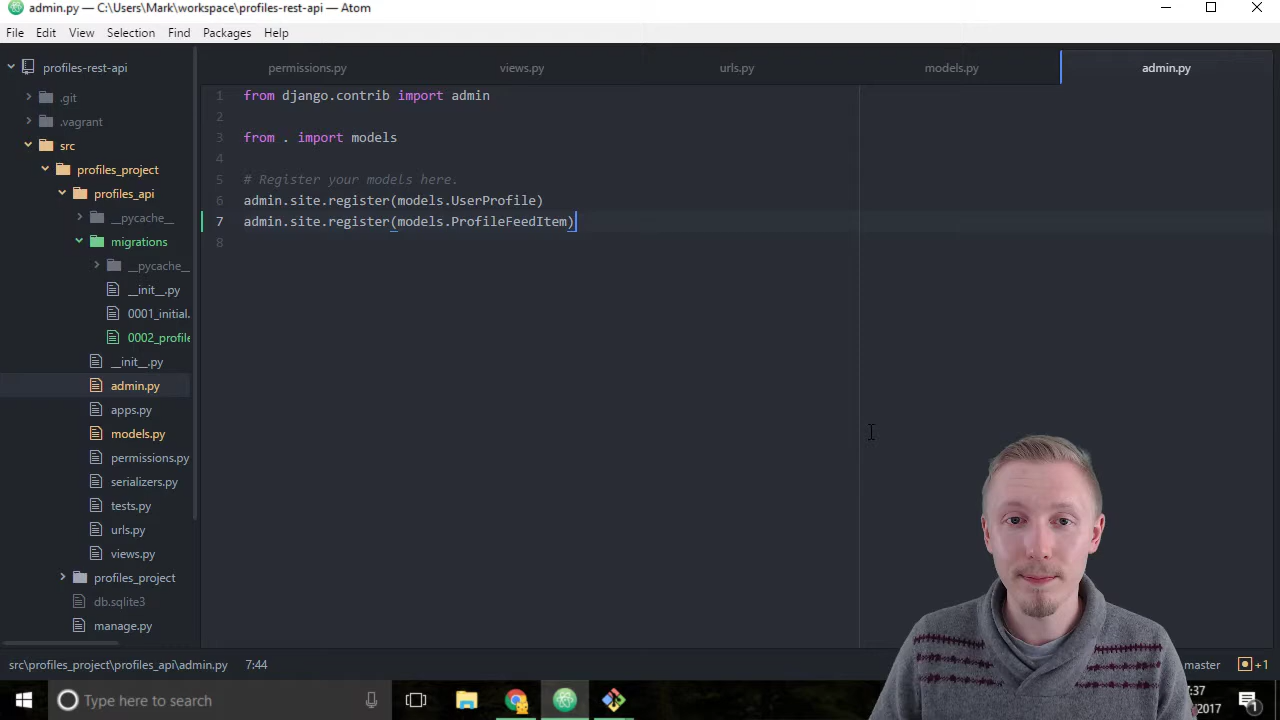 admin.py — C:\Users\Mark\workspace\profiles-rest-api — Atom
File Edit View Selection Find Packages Help
profiles-rest-api
permissions.py views.py urls.py models.py admin.py
.git
.vagrant
src
profiles_project
profiles_api
__pycache__
migrations
__pycache__
__init__.py
0001_initial.
0002_profile
__init__.py
admin.py
apps.py
models.py
permissions.py
serializers.py
tests.py
urls.py
views.py
profiles_project
db.sqlite3
manage.py
1 from django.contrib import admin
2
3 from . import models
4
5 # Register your models here.
6 admin.site.register(models.UserProfile)
7 admin.site.register(models.ProfileFeedItem)
8
src\profiles_project\profiles_api\admin.py 7:44 master +1
Type here to search
:37
2017
1